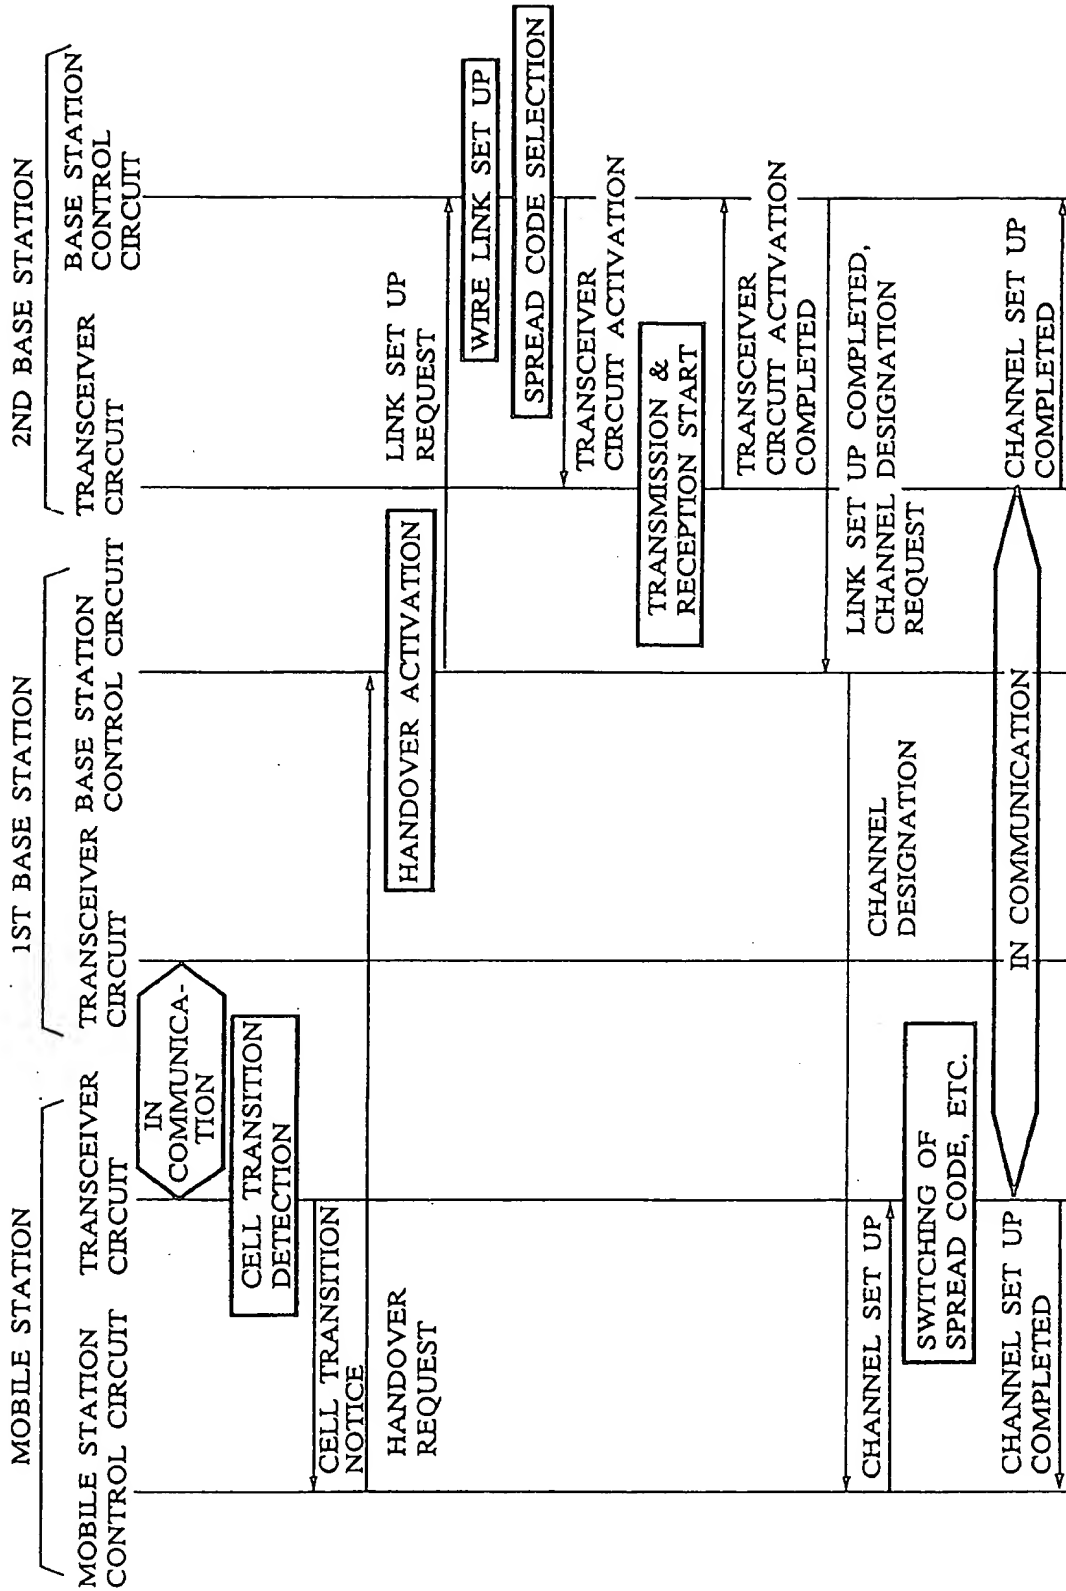 MOBILE STATION
1ST BASE STATION
2ND BASE STATION
MOBILE STATION
CONTROL CIRCUIT
TRANSCEIVER
CIRCUIT
TRANSCEIVER
CIRCUIT
BASE STATION
CONTROL CIRCUIT
TRANSCEIVER
CIRCUIT
BASE STATION
CONTROL
CIRCUIT
IN
COMMUNICA-
TION
CELL TRANSITION
DETECTION
CELL TRANSITION
NOTICE
HANDOVER
REQUEST
HANDOVER ACTIVATION
LINK SET UP
REQUEST
WIRE LINK SET UP
SPREAD CODE SELECTION
TRANSCEIVER
CIRCUIT ACTIVATION
TRANSMISSION &
RECEPTION START
TRANSCEIVER
CIRCUIT ACTIVATION
COMPLETED
LINK SET UP COMPLETED,
CHANNEL DESIGNATION
REQUEST
CHANNEL
DESIGNATION
CHANNEL SET UP
SWITCHING OF
SPREAD CODE, ETC.
IN COMMUNICATION
CHANNEL SET UP
COMPLETED
CHANNEL SET UP
COMPLETED